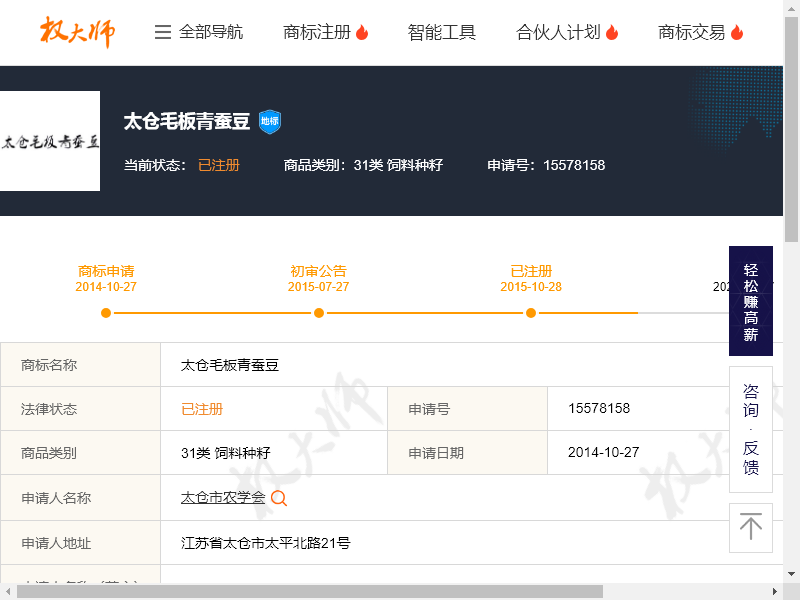 权大师
全部导航 商标注册 智能工具 合伙人计划 商标交易
太仓毛板青蚕豆
太仓毛板青蚕豆 地标
当前状态： 已注册 商品类别：31类 饲料种籽 申请号：15578158
商标申请 初审公告 已注册
2014-10-27 2015-07-27 2015-10-28
轻松赚高薪
商标名称 太仓毛板青蚕豆
法律状态 已注册 申请号 15578158
商品类别 31类 饲料种籽 申请日期 2014-10-27
申请人名称 太仓市农学会
申请人地址 江苏省太仓市太平北路21号
咨询·反馈
权大师